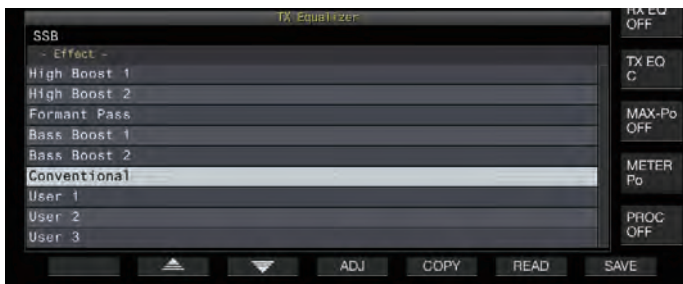 TX Equalizer
SSB
- Effect -
High Boost 1
High Boost 2
Formant Pass
Bass Boost 1
Bass Boost 2
Conventional
User 1
User 2
User 3
ADJ COPY READ SAVE
RX EQ
OFF
TX EQ
C
MAX-Po
OFF
METER
Po
PROC
OFF